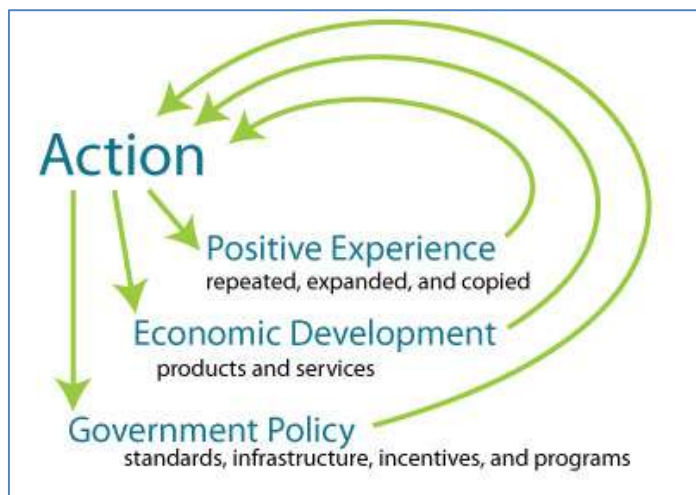 Action
Positive Experience
repeated, expanded, and copied
Economic Development
products and services
Government Policy
standards, infrastructure, incentives, and programs